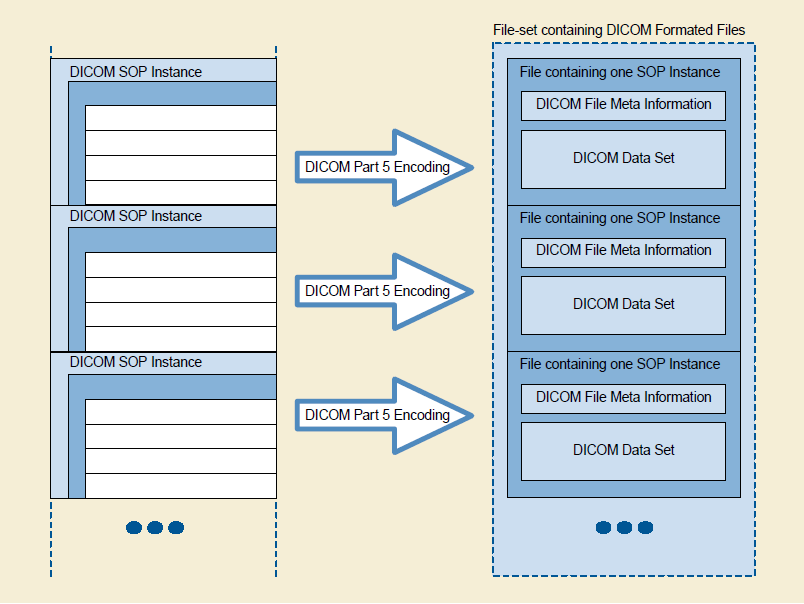 File-set containing DICOM Formated Files
DICOM SOP Instance
DICOM Part 5 Encoding
File containing one SOP Instance
DICOM File Meta Information
DICOM Data Set
DICOM SOP Instance
DICOM Part 5 Encoding
File containing one SOP Instance
DICOM File Meta Information
DICOM Data Set
DICOM SOP Instance
DICOM Part 5 Encoding
File containing one SOP Instance
DICOM File Meta Information
DICOM Data Set